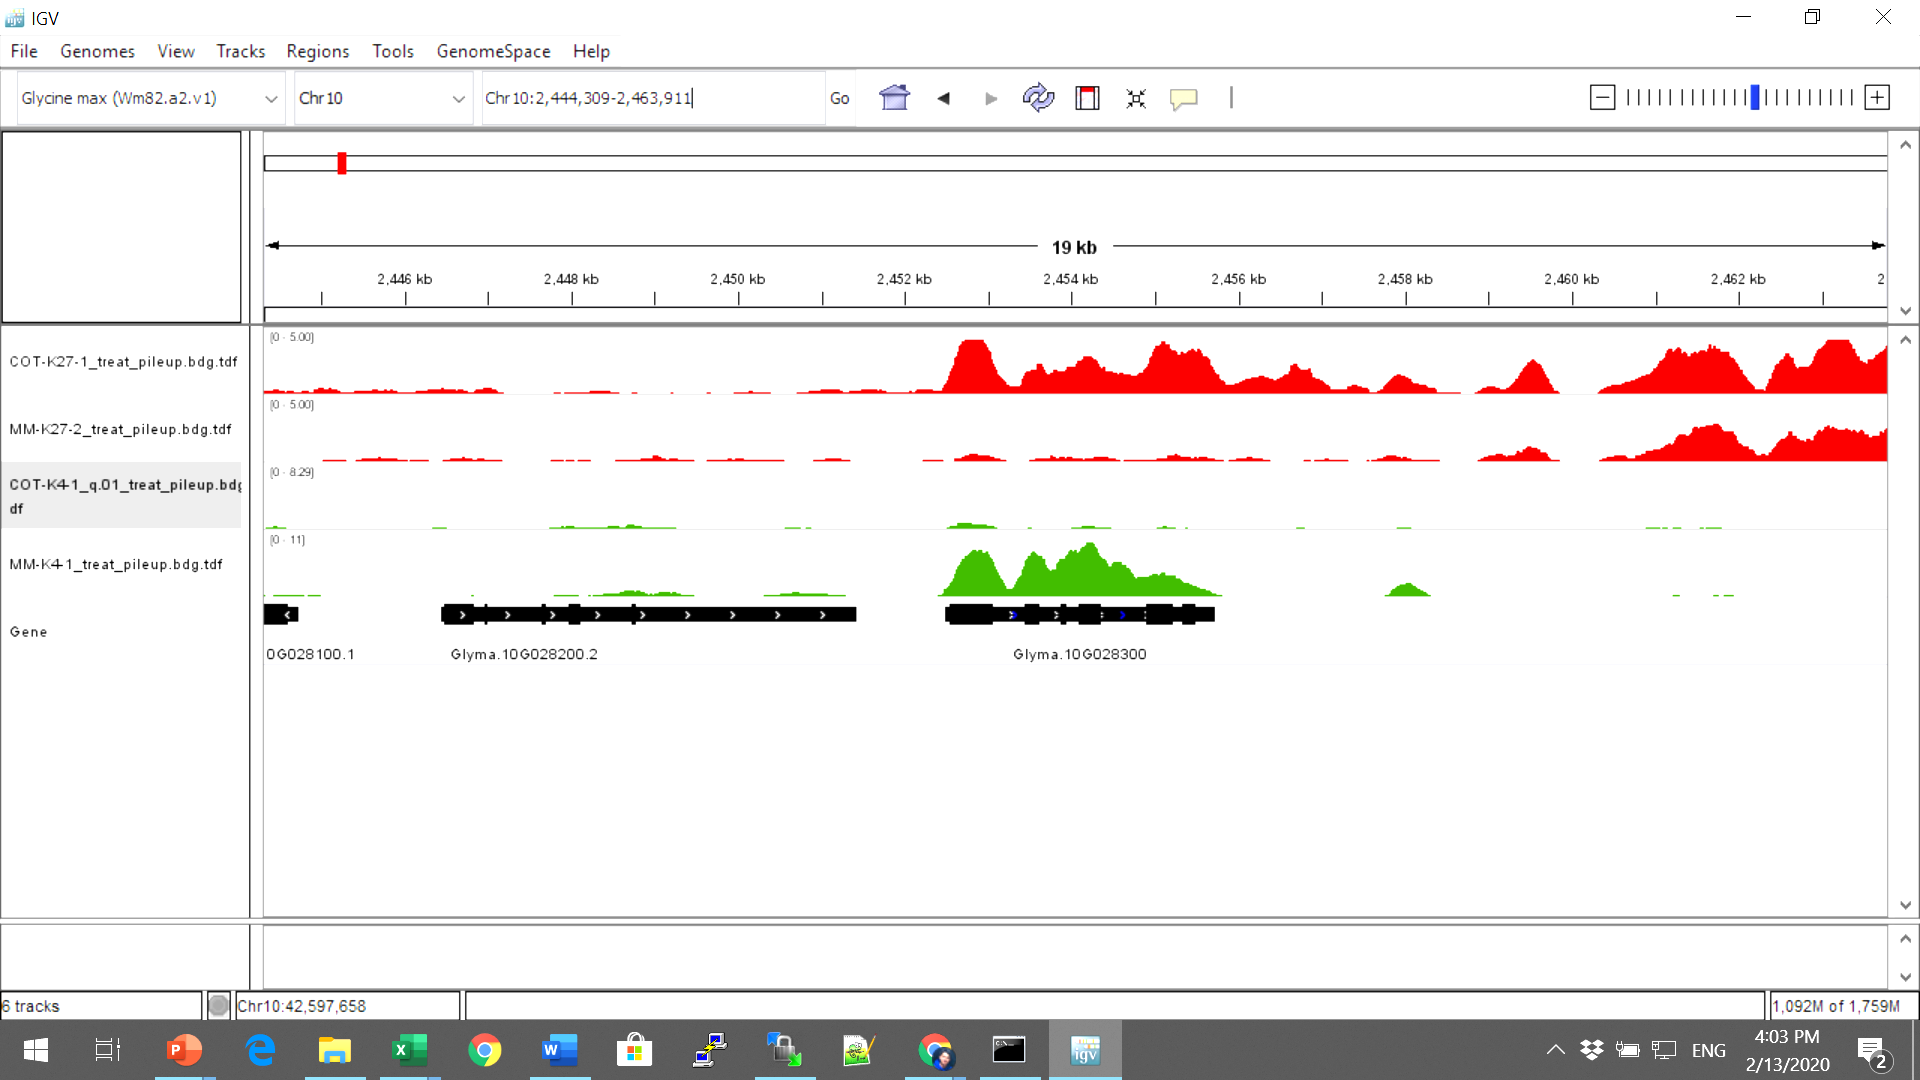 IGV
File Genomes View Tracks Regions Tools GenomeSpace Help
Glycine max (Wm82.a2.v1) Chr10 Chr10:2,444,309-2,463,911 Go
19 kb
2,446 kb 2,448 kb 2,450 kb 2,452 kb 2,454 kb 2,456 kb 2,458 kb 2,460 kb 2,462 kb 2
[0 - 5.00]
COT-K27-1_treat_pileup.bdg.tdf
[0 - 5.00]
MM-K27-2_treat_pileup.bdg.tdf
[0 - 8.29]
COT-K4-1_q.01_treat_pileup.bdg
df
[0 - 11]
MM-K4-1_treat_pileup.bdg.tdf
Gene
0G028100.1 Glyma.10G028200.2 Glyma.10G028300
6 tracks Chr10:42,597,658 1,092M of 1,759M
ENG 4:03 PM
2/13/2020 2